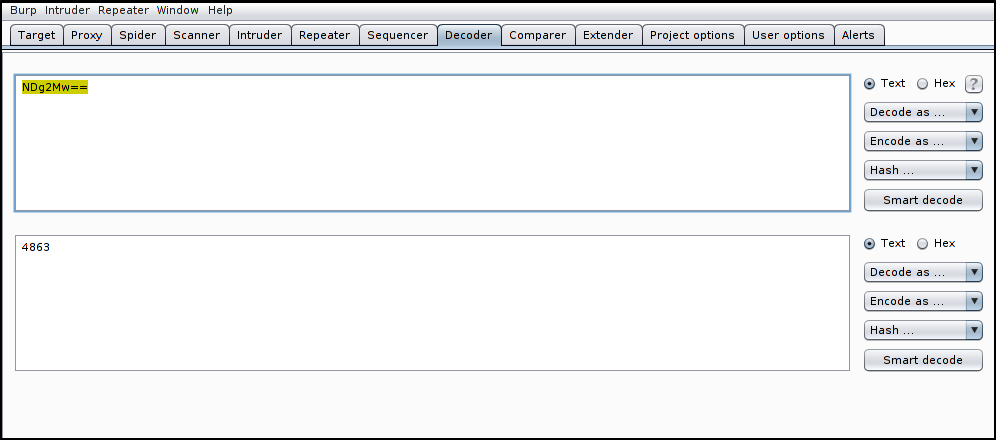 Burp Intruder Repeater Window Help
Target Proxy Spider Scanner Intruder Repeater Sequencer Decoder Comparer Extender Project options User options Alerts
NDg2Mw==
Text Hex ?
Decode as ...
Encode as ...
Hash ...
Smart decode
4863
Text Hex
Decode as ...
Encode as ...
Hash ...
Smart decode